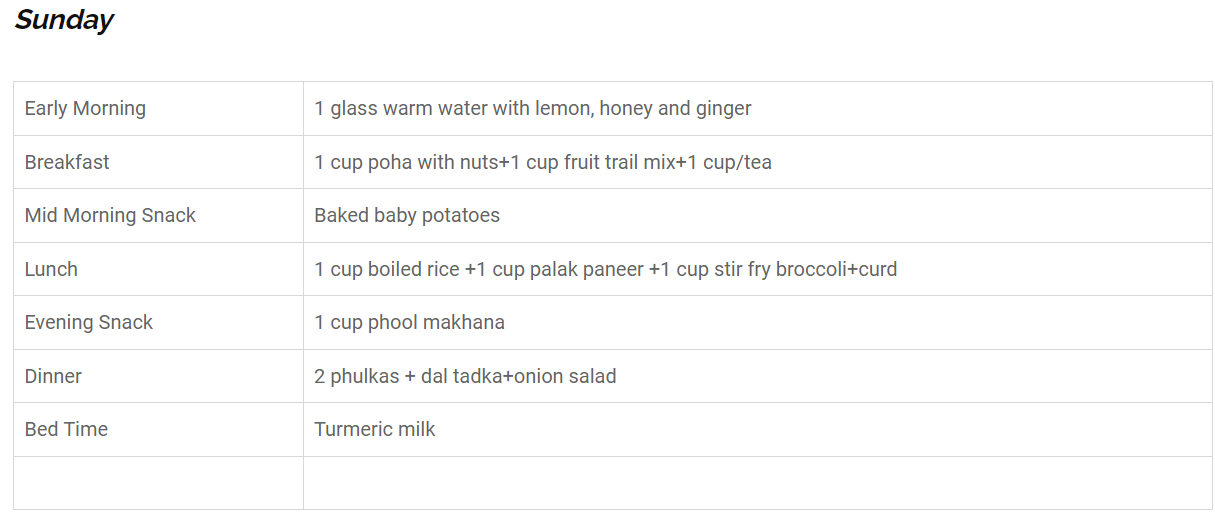 Sunday
Early Morning
1 glass warm water with lemon, honey and ginger
Breakfast
1 cup poha with nuts+1 cup fruit trail mix+1 cup/tea
Mid Morning Snack
Baked baby potatoes
Lunch
1 cup boiled rice +1 cup palak paneer +1 cup stir fry broccoli+curd
Evening Snack
1 cup phool makhana
Dinner
2 phulkas + dal tadka+onion salad
Bed Time
Turmeric milk